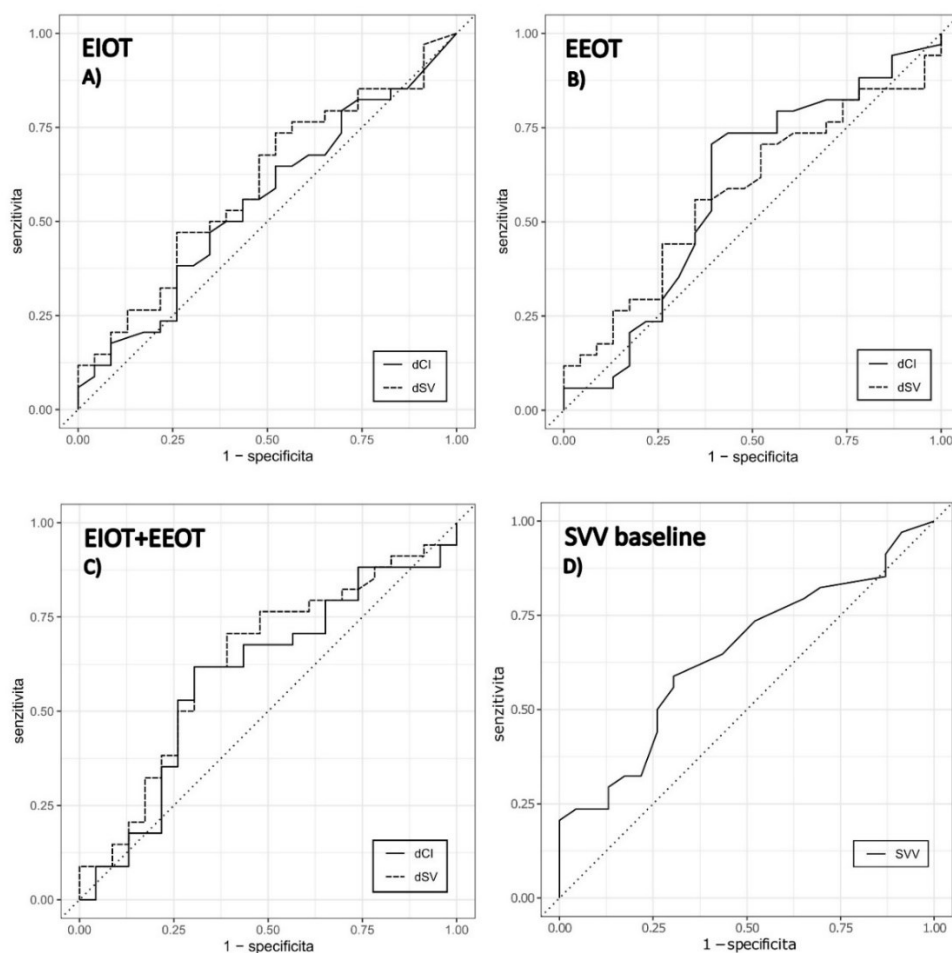 EIOT
A)
1.00
0.75
0.50
0.25
0.00
senzitivita
dCI
dSV
0.00 0.25 0.50 0.75 1.00
1 − specificita
EEOT
B)
1.00
0.75
0.50
0.25
0.00
senzitivita
dCI
dSV
0.00 0.25 0.50 0.75 1.00
1 − specificita
EIOT+EEOT
C)
1.00
0.75
0.50
0.25
0.00
senzitivita
dCI
dSV
0.00 0.25 0.50 0.75 1.00
1 − specificita
SVV baseline
D)
1.00
0.75
0.50
0.25
0.00
senzitivita
SVV
0.00 0.25 0.50 0.75 1.00
1 − specificita